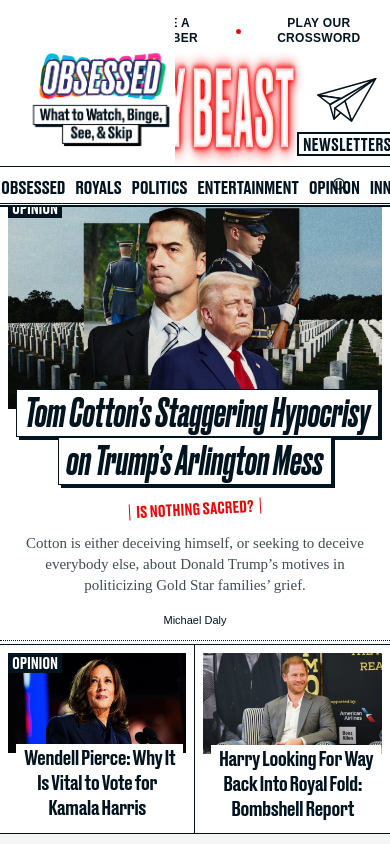 E A
BER
PLAY OUR
CROSSWORD
OBSESSED
What to Watch, Binge,
See, & Skip
Y BEAST
NEWSLETTERS
OBSESSED ROYALS POLITICS ENTERTAINMENT OPINION INN
OPINION
Tom Cotton’s Staggering Hypocrisy
on Trump’s Arlington Mess
IS NOTHING SACRED?
Cotton is either deceiving himself, or seeking to deceive
everybody else, about Donald Trump’s motives in
politicizing Gold Star families’ grief.
Michael Daly
OPINION
Wendell Pierce: Why It
Is Vital to Vote for
Kamala Harris
American
Airlines
Harry Looking For Way
Back Into Royal Fold:
Bombshell Report